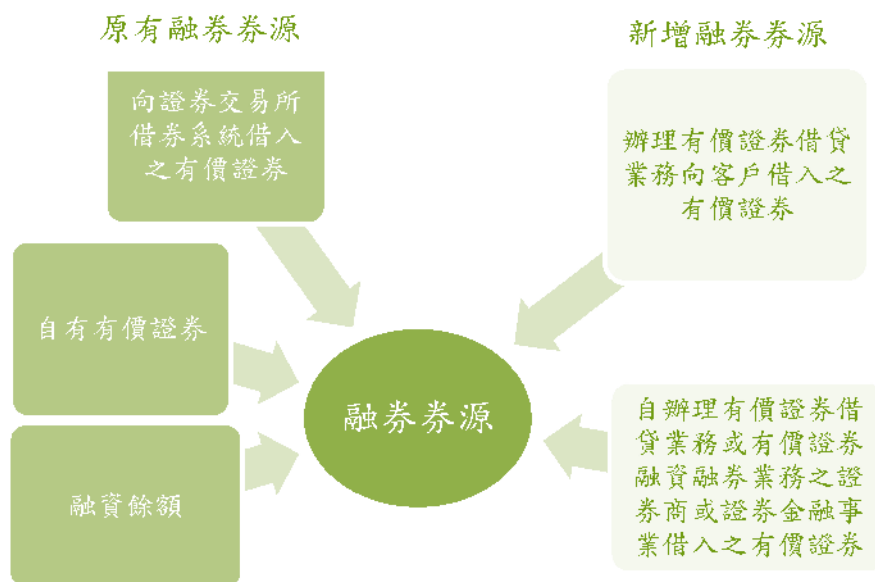 原有融券券源
新增融券券源
向證券交易所
借券系統借入
之有價證券
自有有價證券
融資餘額
融券券源
辦理有價證券借貸
業務向客戶借入之
有價證券
自辦理有價證券借
貸業務或有價證券
融資融券業務之證
券商或證券金融事
業借入之有價證券